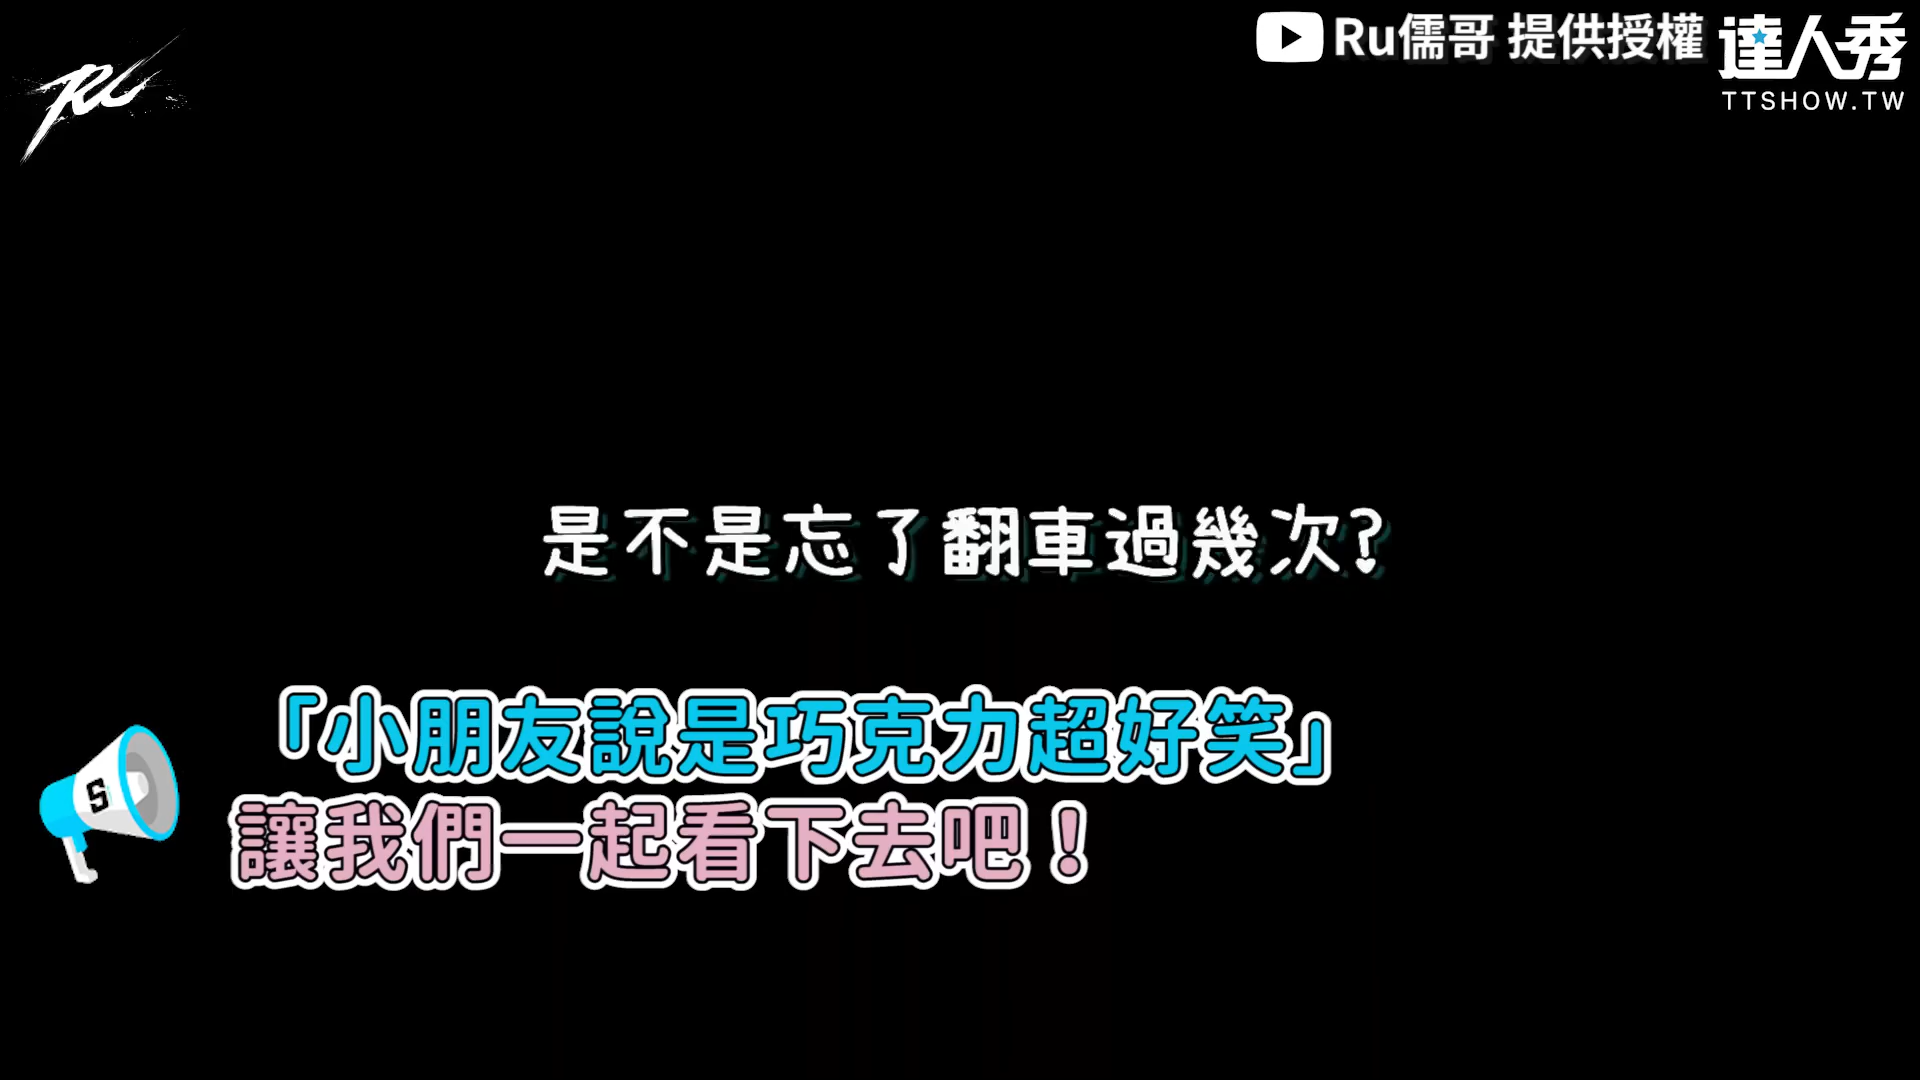 RU
Ru儒哥 提供授權
達人秀
TTSHOW.TW
是不是忘了翻車過幾次?
「小朋友說是巧克力超好笑」
S
讓我們一起看下去吧！